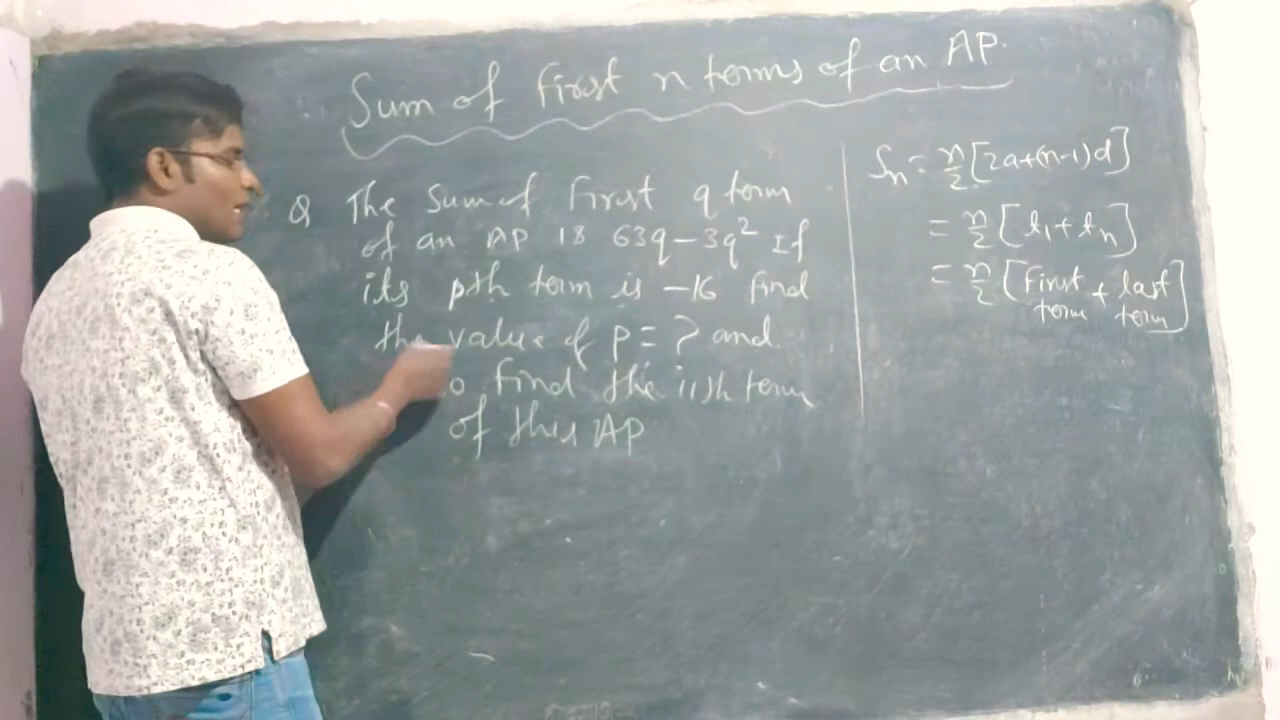 Sum of First n terms of an AP.
Q The Sum of First q term
of an AP is 63q-3q² If
its pth term is -16 find
the value of p=? and
o find the 11th term
of this AP
Sn = n/2 [2a+(n-1)d]
= n/2 [t₁+tn]
= n/2 [First term + last term]